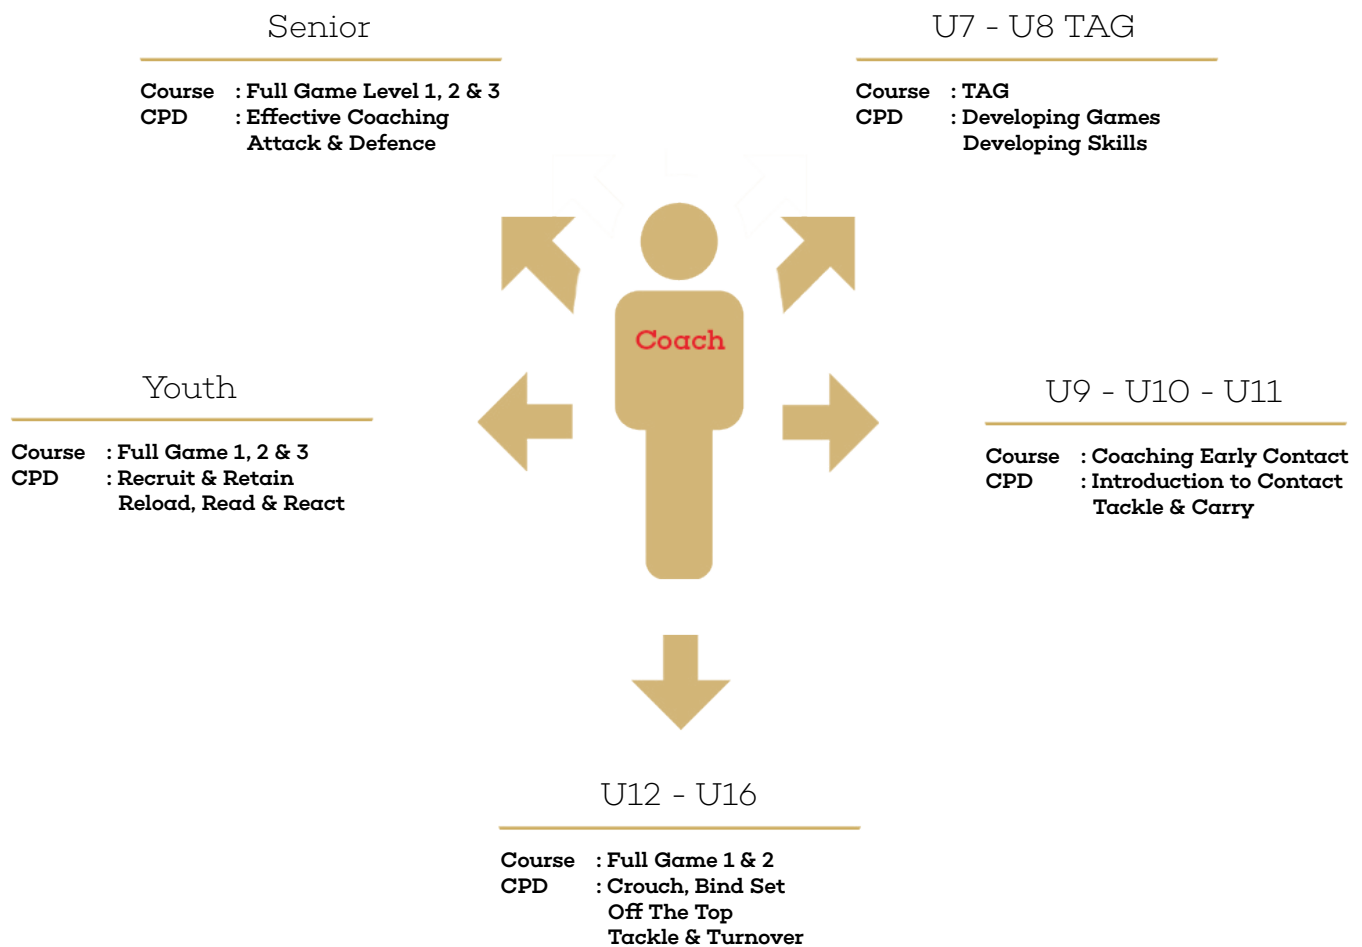 Senior
Course : Full Game Level 1, 2 & 3
CPD : Effective Coaching
Attack & Defence
U7 - U8 TAG
Course : TAG
CPD : Developing Games
Developing Skills
Coach
Youth
Course : Full Game 1, 2 & 3
CPD : Recruit & Retain
Reload, Read & React
U9 - U10 - U11
Course : Coaching Early Contact
CPD : Introduction to Contact
Tackle & Carry
U12 - U16
Course : Full Game 1 & 2
CPD : Crouch, Bind Set
Off The Top
Tackle & Turnover